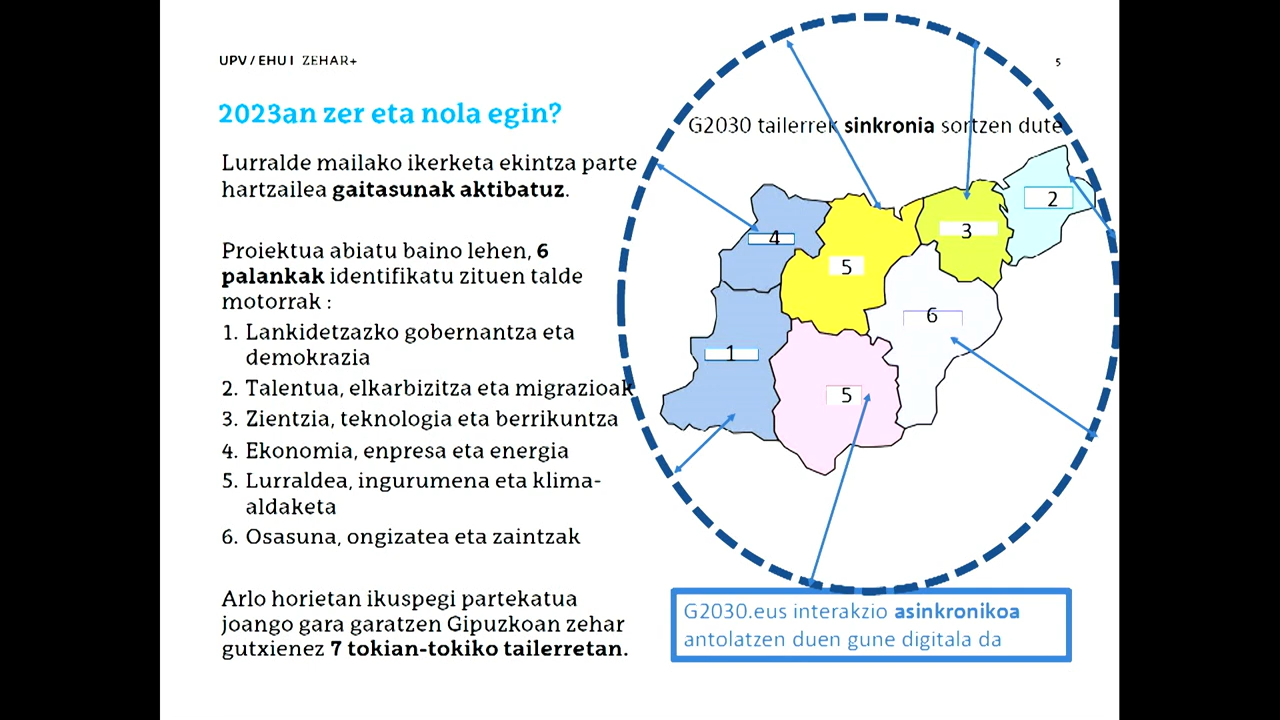 UPV / EHU I ZEHAR+
5
2023an zer eta nola egin?
Lurralde mailako ikerketa ekintza parte
hartzailea gaitasunak aktibatuz.
Proiektua abiatu baino lehen, 6
palankak identifikatu zituen talde
motorrak :
1. Lankidetzazko gobernantza eta
demokrazia
2. Talentua, elkarbizitza eta migrazioak
3. Zientzia, teknologia eta berrikuntza
4. Ekonomia, enpresa eta energia
5. Lurraldea, ingurumena eta klima-
aldaketa
6. Osasuna, ongizatea eta zaintzak
Arlo horietan ikuspegi partekatua
joango gara garatzen Gipuzkoan zehar
gutxienez 7 tokian-tokiko tailerretan.
G2030 tailerrek sinkronia sortzen dute
2
3
4
5
6
1
5
G2030.eus interakzio asinkronikoa
antolatzen duen gune digitala da